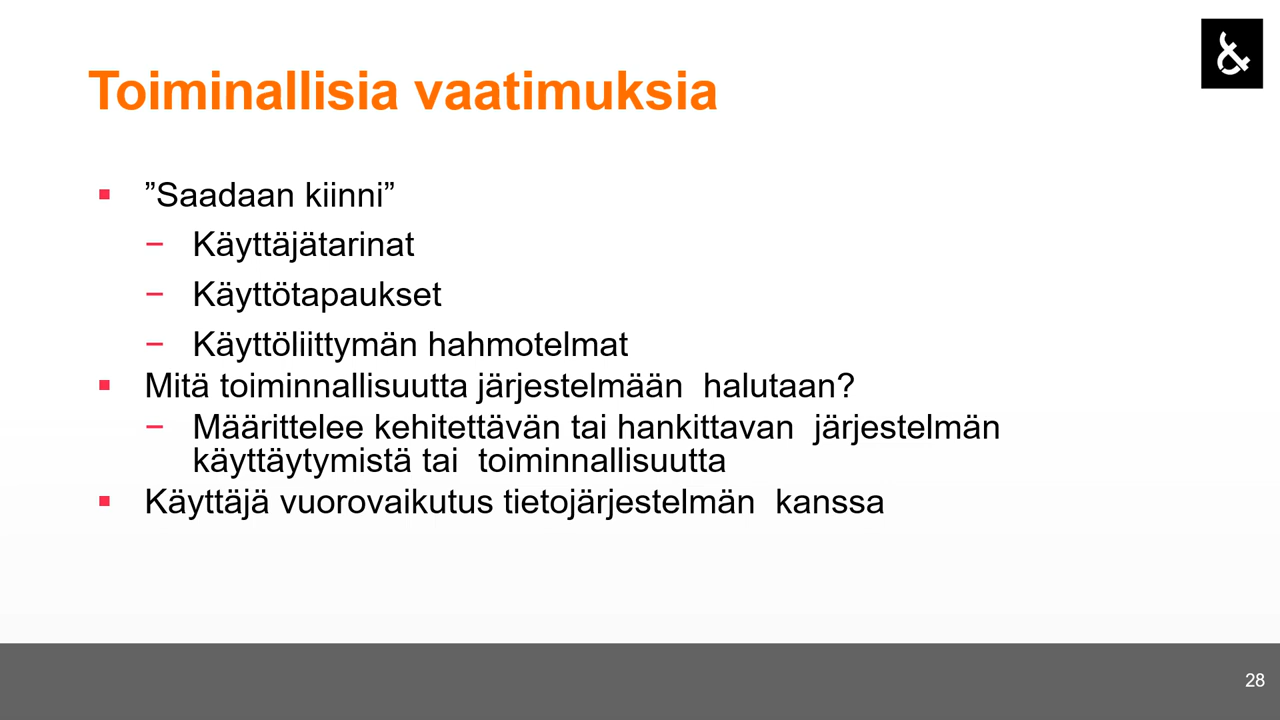 &
Toiminallisia vaatimuksia
▪ ”Saadaan kiinni”
− Käyttäjätarinat
− Käyttötapaukset
− Käyttöliittymän hahmotelmat
▪ Mitä toiminnallisuutta järjestelmään halutaan?
− Määrittelee kehitettävän tai hankittavan järjestelmän
käyttäytymistä tai toiminnallisuutta
▪ Käyttäjä vuorovaikutus tietojärjestelmän kanssa
28